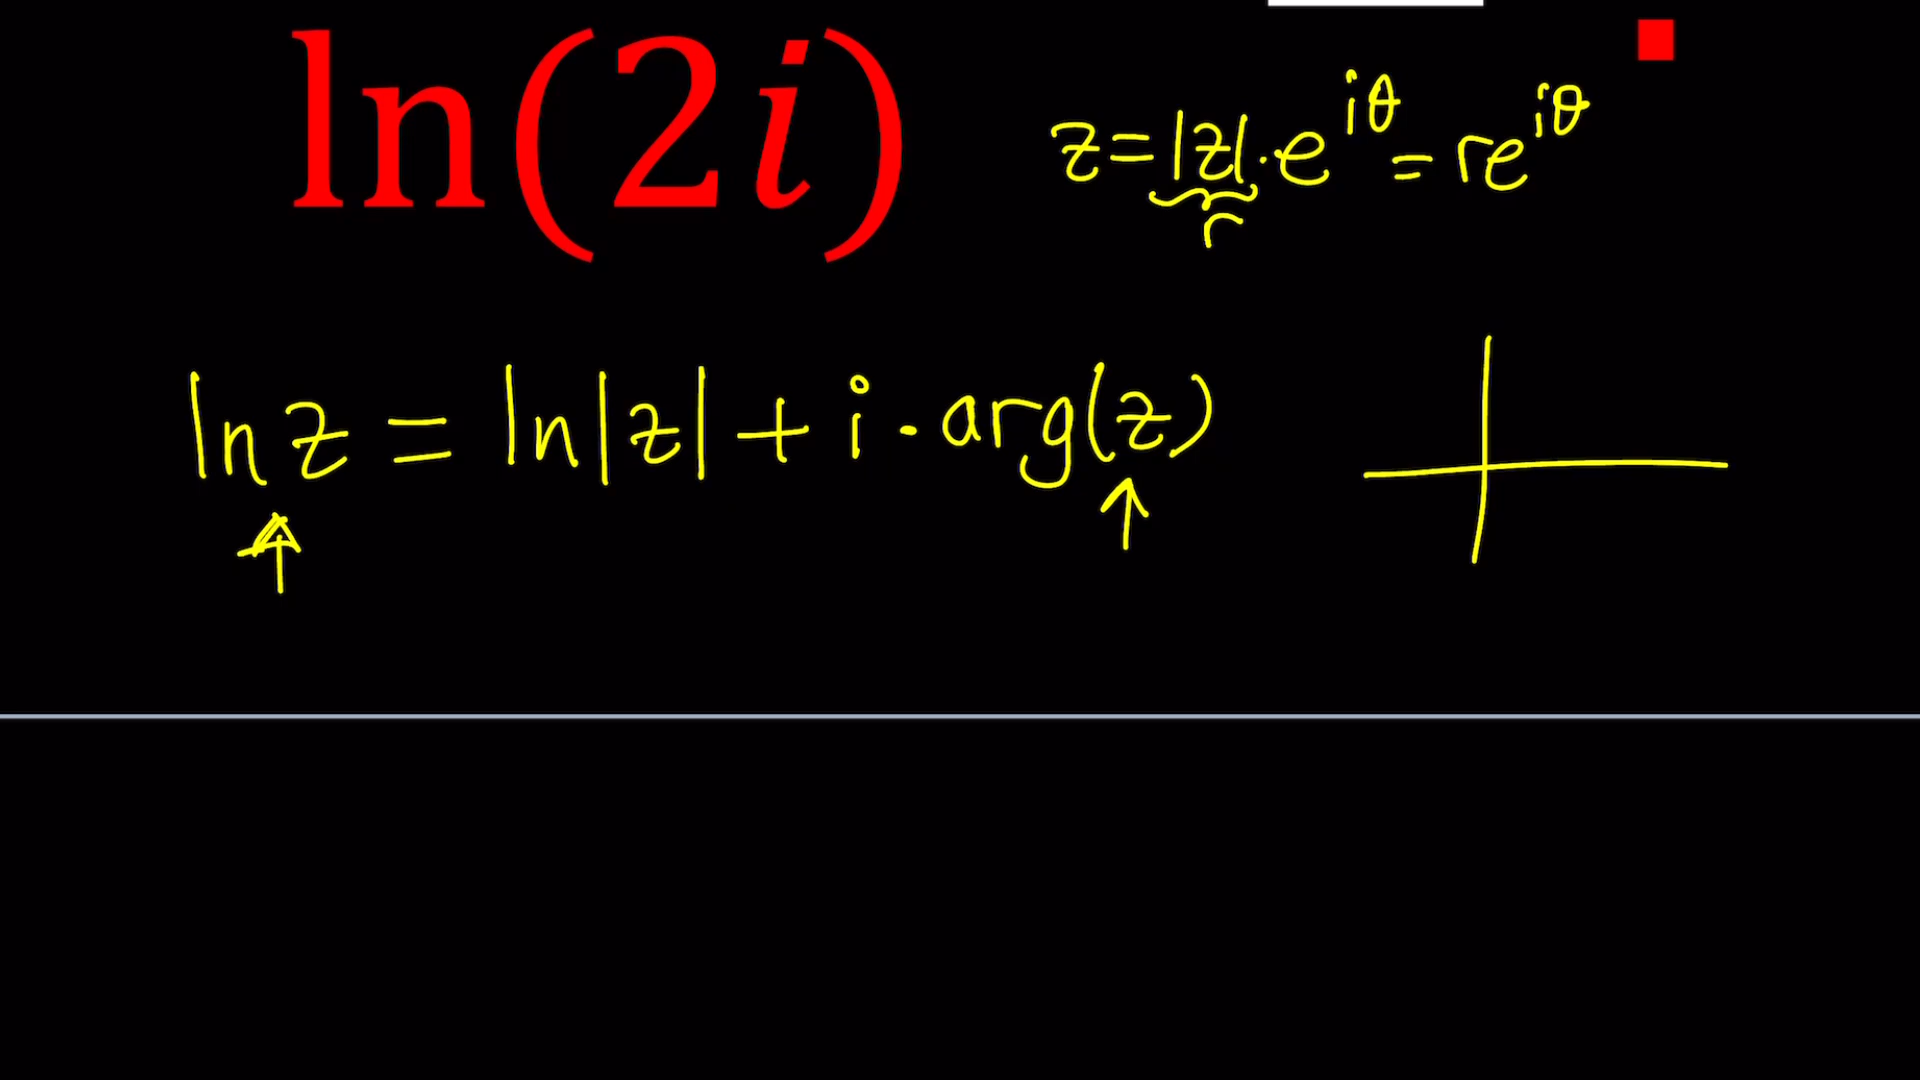 ln(2i)
z = |z| · e^{iθ} = re^{iθ}
r
ln z = ln|z| + i · arg(z)